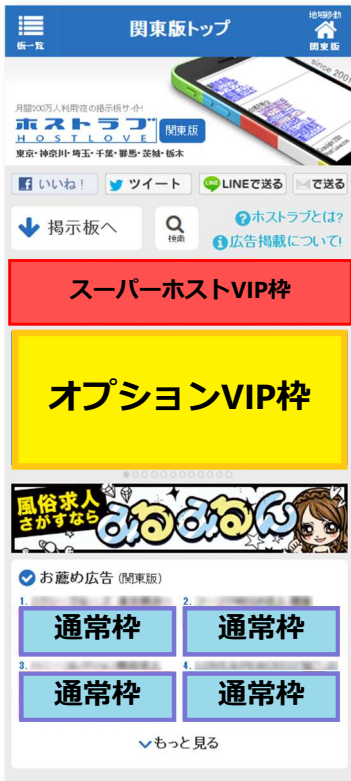 関東版トップ
板一覧
地域移動
関東版
since 2001
月間200万人利用!夜の掲示板サイト!
ホストラブ
HOSTLOVE
関東版
東京・神奈川・埼玉・千葉・群馬・茨城・栃木
いいね!
ツイート
LINEで送る
で送る
掲示板へ
検索
ホストラブとは?
広告掲載について!
スーパーホストVIP枠
オプションVIP枠
風俗求人
さがすなら
みるみるん
お薦め広告 (関東版)
1.
2.
通常枠
通常枠
3.
4.
通常枠
通常枠
もっと見る